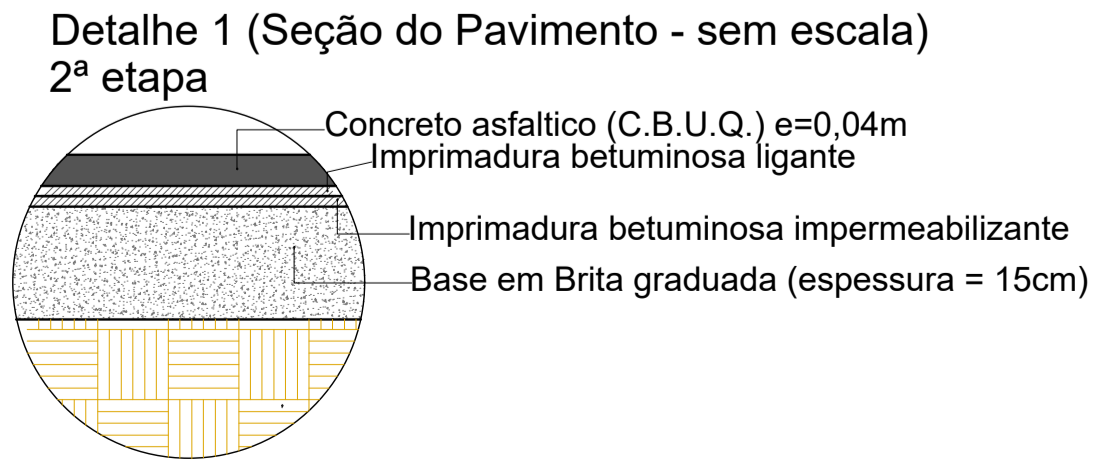 Detalhe 1 (Seção do Pavimento - sem escala)
2ª etapa
Concreto asfaltico (C.B.U.Q.) e=0,04m
Imprimadura betuminosa ligante
Imprimadura betuminosa impermeabilizante
Base em Brita graduada (espessura = 15cm)